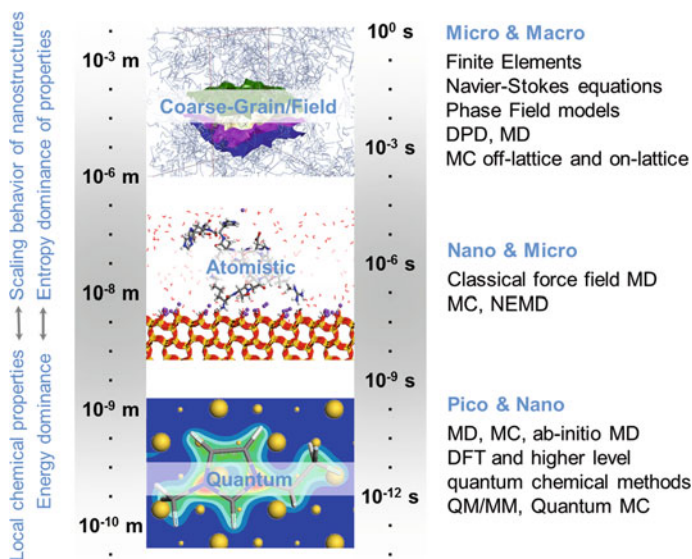 Scaling behavior of nanostructures
Entropy dominance of properties
Local chemical properties
Energy dominance
10⁻³ m
10⁻⁶ m
10⁻⁸ m
10⁻⁹ m
10⁻¹⁰ m
Coarse-Grain/Field
Atomistic
Quantum
10⁰ s
10⁻³ s
10⁻⁶ s
10⁻⁹ s
10⁻¹² s
Micro & Macro
Finite Elements
Navier-Stokes equations
Phase Field models
DPD, MD
MC off-lattice and on-lattice
Nano & Micro
Classical force field MD
MC, NEMD
Pico & Nano
MD, MC, ab-initio MD
DFT and higher level
quantum chemical methods
QM/MM, Quantum MC